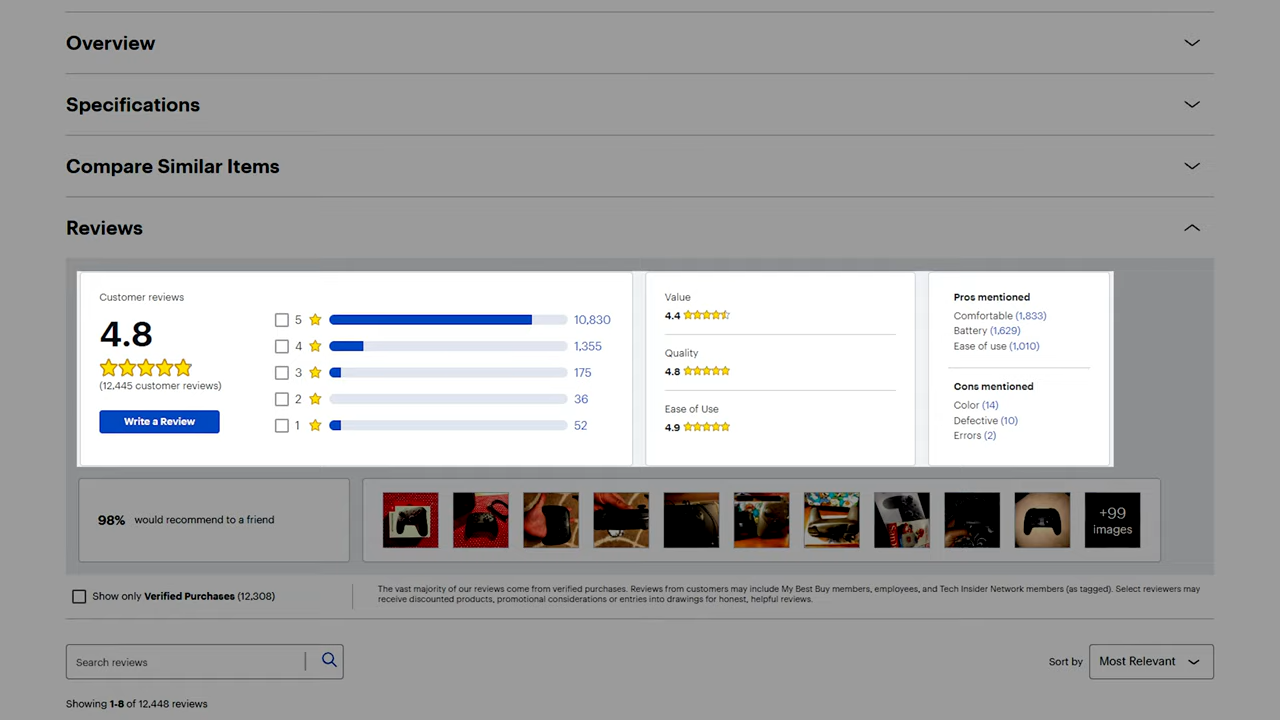 Overview
Specifications
Compare Similar Items
Reviews
Customer reviews
4.8
(12,445 customer reviews)
Write a Review
5 10,830
4 1,355
3 175
2 36
1 52
Value
4.4
Quality
4.8
Ease of Use
4.9
Pros mentioned
Comfortable (1,833)
Battery (1,629)
Ease of use (1,010)
Cons mentioned
Color (14)
Defective (10)
Errors (2)
98% would recommend to a friend
+99
images
Show only Verified Purchases (12,308)
The vast majority of our reviews come from verified purchases. Reviews from customers may include My Best Buy members, employees, and Tech Insider Network members (as tagged). Select reviewers may
receive discounted products, promotional considerations or entries into drawings for honest, helpful reviews.
Search reviews
Sort by Most Relevant
Showing 1-8 of 12,448 reviews